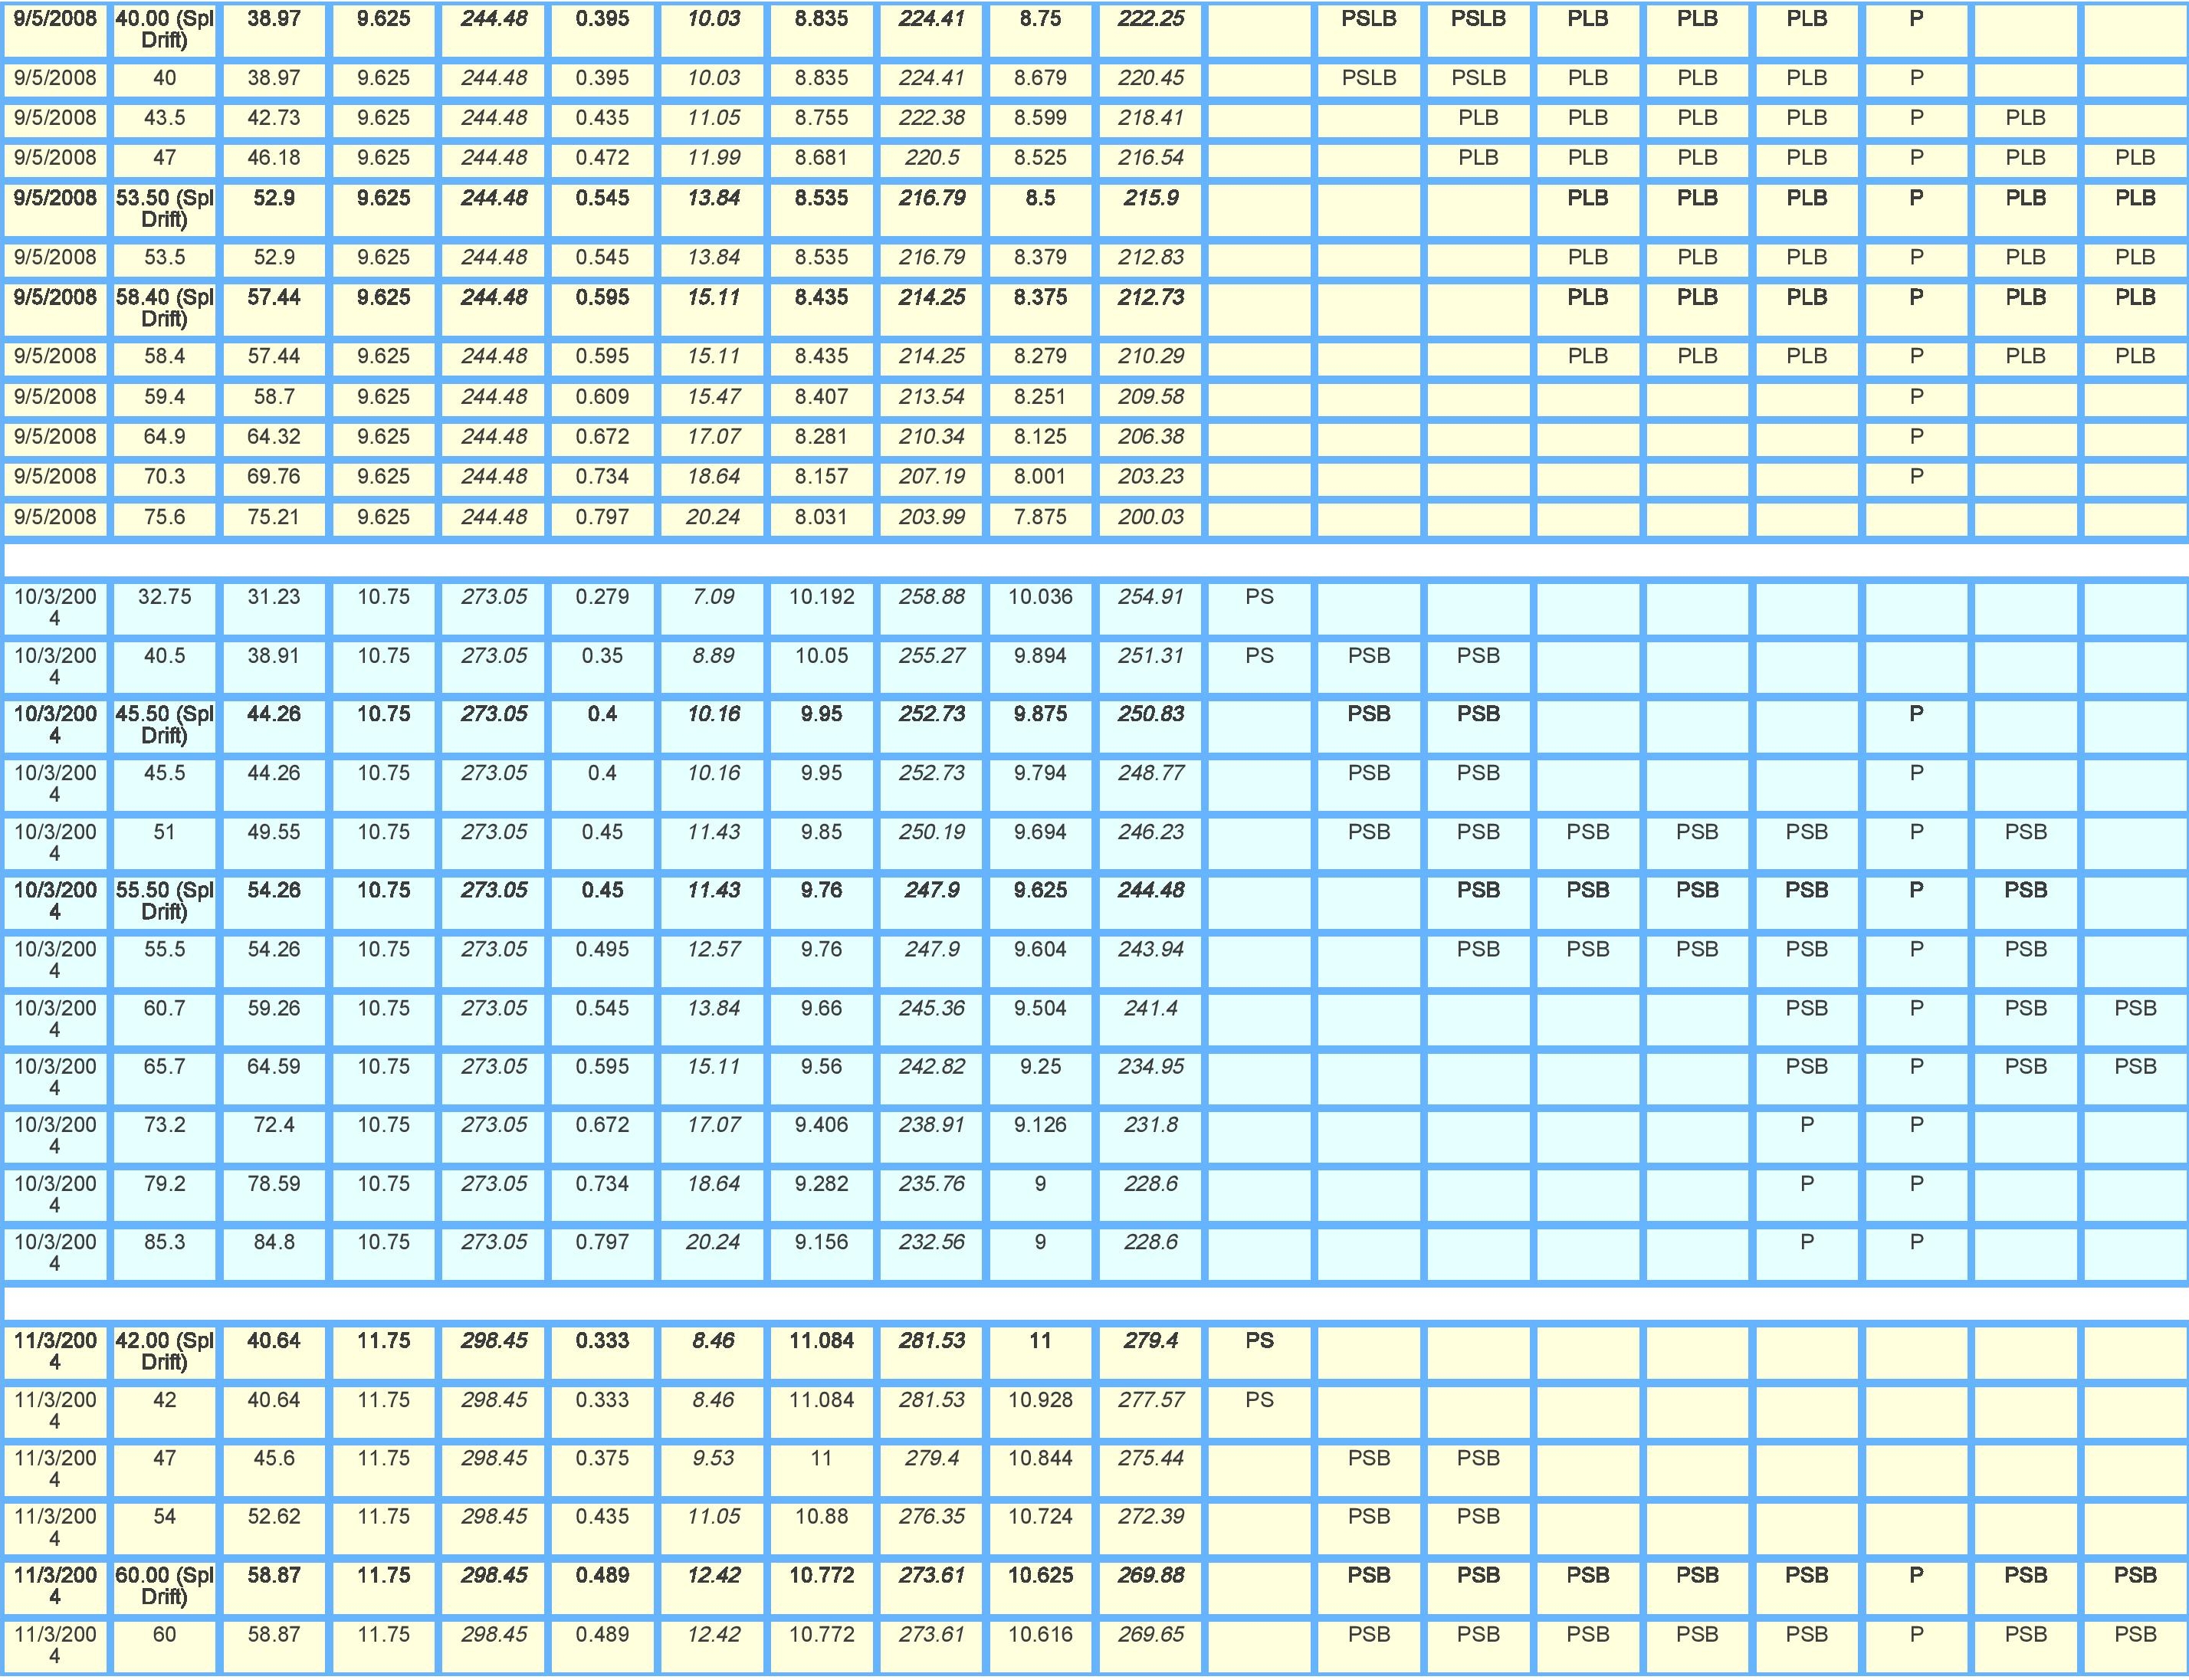 9/5/2008 40.00 (Spl Drift) 38.97 9.625 244.48 0.395 10.03 8.835 224.41 8.75 222.25 PSLB PSLB PLB PLB PLB P
9/5/2008 40 38.97 9.625 244.48 0.395 10.03 8.835 224.41 8.679 220.45 PSLB PSLB PLB PLB PLB P
9/5/2008 43.5 42.73 9.625 244.48 0.435 11.05 8.755 222.38 8.599 218.41 PLB PLB PLB PLB P PLB
9/5/2008 47 46.18 9.625 244.48 0.472 11.99 8.681 220.5 8.525 216.54 PLB PLB PLB PLB P PLB PLB
9/5/2008 53.50 (Spl Drift) 52.9 9.625 244.48 0.545 13.84 8.535 216.79 8.5 215.9 PLB PLB PLB P PLB PLB
9/5/2008 53.5 52.9 9.625 244.48 0.545 13.84 8.535 216.79 8.379 212.83 PLB PLB PLB P PLB PLB
9/5/2008 58.40 (Spl Drift) 57.44 9.625 244.48 0.595 15.11 8.435 214.25 8.375 212.73 PLB PLB PLB P PLB PLB
9/5/2008 58.4 57.44 9.625 244.48 0.595 15.11 8.435 214.25 8.279 210.29 PLB PLB PLB P PLB PLB
9/5/2008 59.4 58.7 9.625 244.48 0.609 15.47 8.407 213.54 8.251 209.58 P
9/5/2008 64.9 64.32 9.625 244.48 0.672 17.07 8.281 210.34 8.125 206.38 P
9/5/2008 70.3 69.76 9.625 244.48 0.734 18.64 8.157 207.19 8.001 203.23 P
9/5/2008 75.6 75.21 9.625 244.48 0.797 20.24 8.031 203.99 7.875 200.03
10/3/2004 32.75 31.23 10.75 273.05 0.279 7.09 10.192 258.88 10.036 254.91 PS
10/3/2004 40.5 38.91 10.75 273.05 0.35 8.89 10.05 255.27 9.894 251.31 PS PSB PSB
10/3/2004 45.50 (Spl Drift) 44.26 10.75 273.05 0.4 10.16 9.95 252.73 9.875 250.83 PSB PSB P
10/3/2004 45.5 44.26 10.75 273.05 0.4 10.16 9.95 252.73 9.794 248.77 PSB PSB P
10/3/2004 51 49.55 10.75 273.05 0.45 11.43 9.85 250.19 9.694 246.23 PSB PSB PSB PSB PSB P PSB
10/3/2004 55.50 (Spl Drift) 54.26 10.75 273.05 0.45 11.43 9.76 247.9 9.625 244.48 PSB PSB PSB PSB P PSB
10/3/2004 55.5 54.26 10.75 273.05 0.495 12.57 9.76 247.9 9.604 243.94 PSB PSB PSB PSB P PSB
10/3/2004 60.7 59.26 10.75 273.05 0.545 13.84 9.66 245.36 9.504 241.4 PSB P PSB PSB
10/3/2004 65.7 64.59 10.75 273.05 0.595 15.11 9.56 242.82 9.25 234.95 PSB P PSB PSB
10/3/2004 73.2 72.4 10.75 273.05 0.672 17.07 9.406 238.91 9.126 231.8 P P
10/3/2004 79.2 78.59 10.75 273.05 0.734 18.64 9.282 235.76 9 228.6 P P
10/3/2004 85.3 84.8 10.75 273.05 0.797 20.24 9.156 232.56 9 228.6 P P
11/3/2004 42.00 (Spl Drift) 40.64 11.75 298.45 0.333 8.46 11.084 281.53 11 279.4 PS
11/3/2004 42 40.64 11.75 298.45 0.333 8.46 11.084 281.53 10.928 277.57 PS
11/3/2004 47 45.6 11.75 298.45 0.375 9.53 11 279.4 10.844 275.44 PSB PSB
11/3/2004 54 52.62 11.75 298.45 0.435 11.05 10.88 276.35 10.724 272.39 PSB PSB
11/3/2004 60.00 (Spl Drift) 58.87 11.75 298.45 0.489 12.42 10.772 273.61 10.625 269.88 PSB PSB PSB PSB PSB P PSB PSB
11/3/2004 60 58.87 11.75 298.45 0.489 12.42 10.772 273.61 10.616 269.65 PSB PSB PSB PSB PSB P PSB PSB